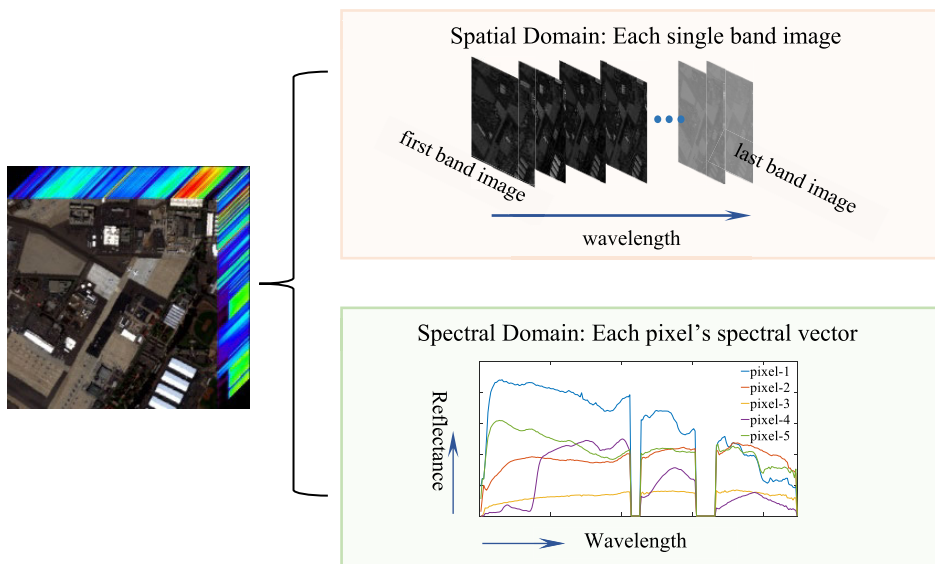 Spatial Domain: Each single band image
first band image
last band image
wavelength
Spectral Domain: Each pixel’s spectral vector
Reflectance
pixel-1
pixel-2
pixel-3
pixel-4
pixel-5
Wavelength